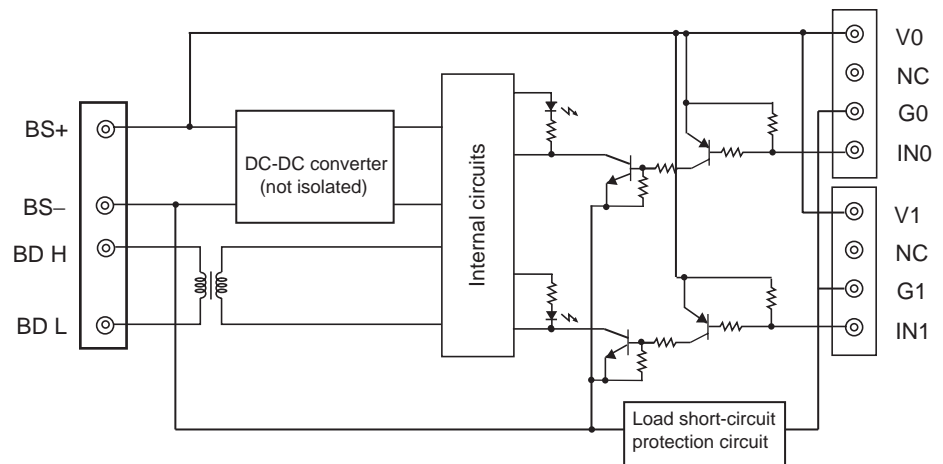 BS+
BS−
BD H
BD L
DC-DC converter
(not isolated)
Internal circuits
V0
NC
G0
IN0
V1
NC
G1
IN1
Load short-circuit
protection circuit